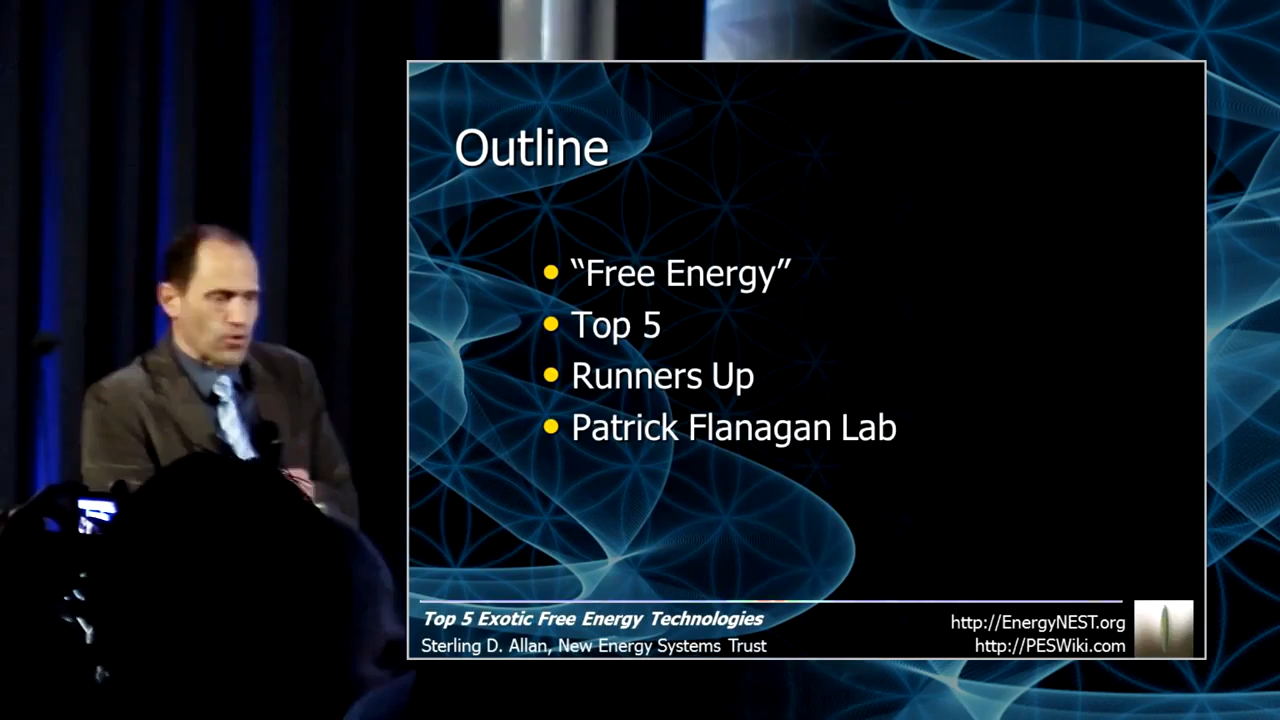 Outline
“Free Energy”
Top 5
Runners Up
Patrick Flanagan Lab
Top 5 Exotic Free Energy Technologies
Sterling D. Allan, New Energy Systems Trust
http://EnergyNEST.org
http://PESWiki.com